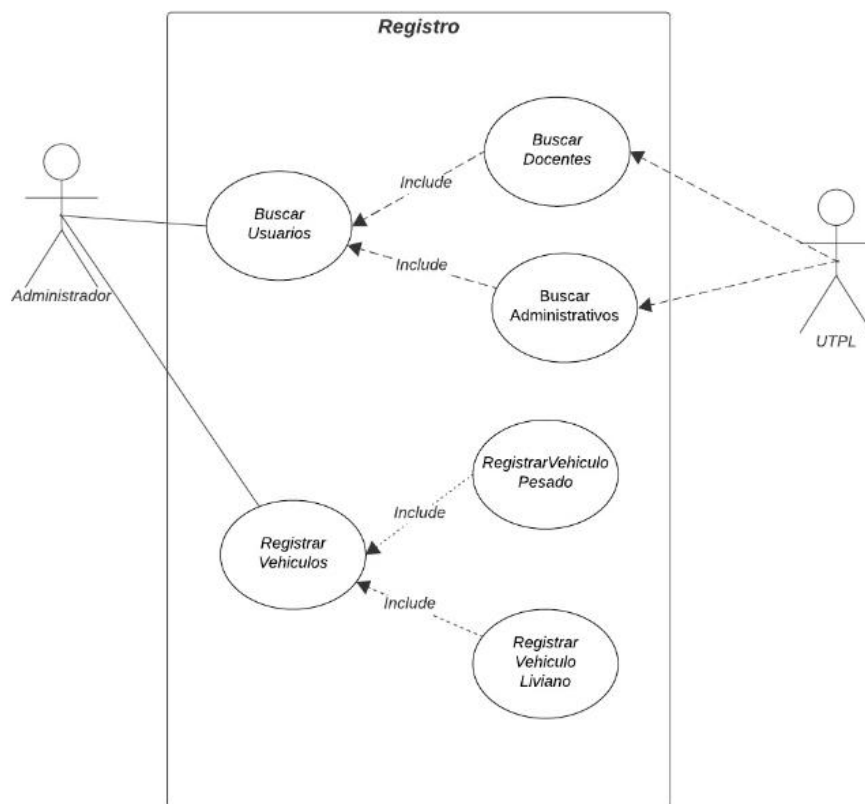 Registro
Buscar
Docentes
Include
Buscar
Usuarios
Include
Buscar
Administrativos
Administrador
UTPL
RegistrarVehiculo
Pesado
Include
Registrar
Vehiculos
Include
Registrar
Vehiculo
Liviano